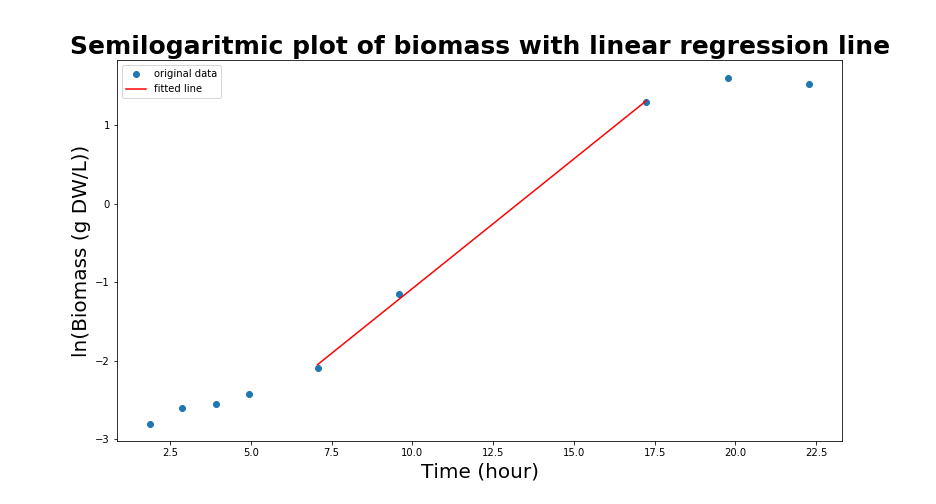 Semilogaritmic plot of biomass with linear regression line
original data
fitted line
ln(Biomass (g DW/L))
1
0
−1
−2
−3
2.5 5.0 7.5 10.0 12.5 15.0 17.5 20.0 22.5
Time (hour)